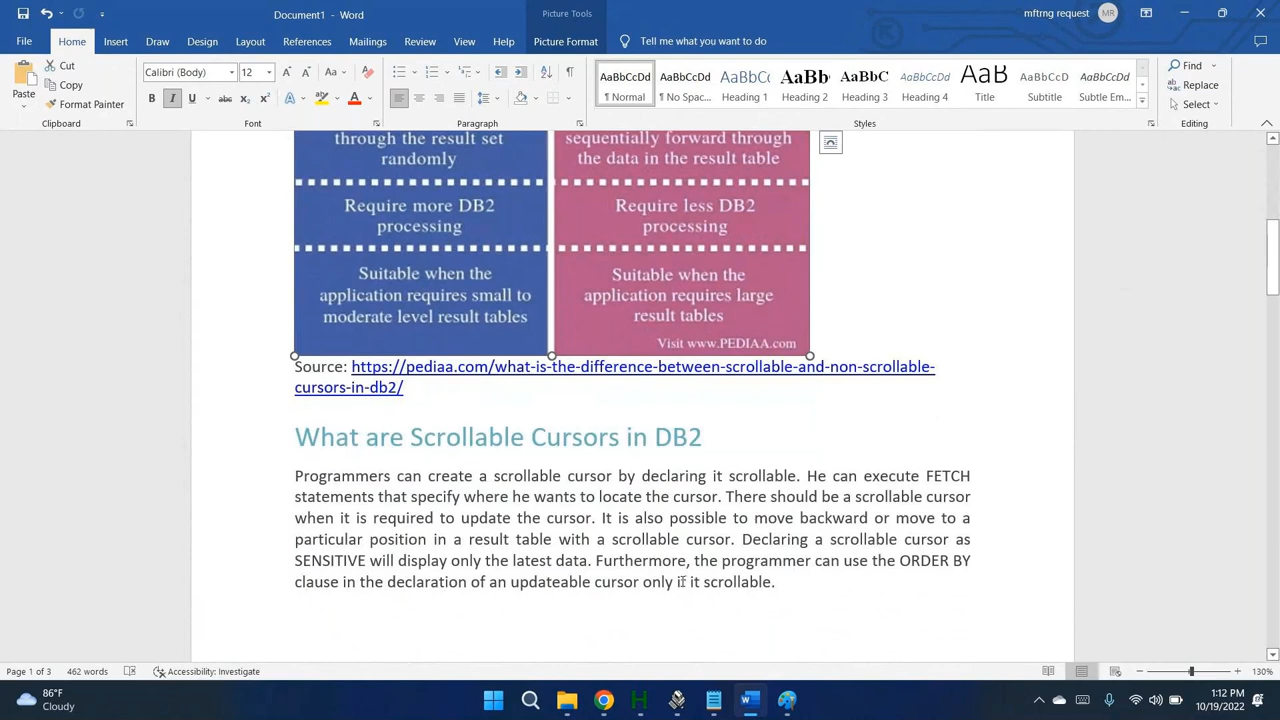 Document1 - Word
Picture Tools
mftrng request
MR
File
Home
Insert
Draw
Design
Layout
References
Mailings
Review
View
Help
Picture Format
Tell me what you want to do
Paste
Cut
Copy
Format Painter
Clipboard
Calibri (Body)
12
Font
Paragraph
AaBbCcDd
¶ Normal
AaBbCcDd
¶ No Spac...
AaBbCc
Heading 1
AaBb
Heading 2
AaBbC
Heading 3
AaBbCcDd
Heading 4
AaB
Title
AaBbCcDd
Subtitle
AaBbCcDd
Subtle Em...
Styles
Find
Replace
Select
Editing
through the result set
randomly
Require more DB2
processing
Suitable when the
application requires small to
moderate level result tables
sequentially forward through
the data in the result table
Require less DB2
processing
Suitable when the
application requires large
result tables
Visit www.PEDIAA.com
Source: https://pediaa.com/what-is-the-difference-between-scrollable-and-non-scrollable-
cursors-in-db2/
What are Scrollable Cursors in DB2
Programmers can create a scrollable cursor by declaring it scrollable. He can execute FETCH
statements that specify where he wants to locate the cursor. There should be a scrollable cursor
when it is required to update the cursor. It is also possible to move backward or move to a
particular position in a result table with a scrollable cursor. Declaring a scrollable cursor as
SENSITIVE will display only the latest data. Furthermore, the programmer can use the ORDER BY
clause in the declaration of an updateable cursor only if it scrollable.
Page 1 of 3
462 words
Accessibility: Investigate
130%
86°F
Cloudy
1:12 PM
10/19/2022